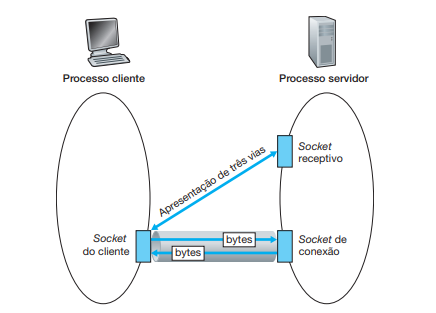 Processo cliente
Processo servidor
Apresentação de três vias
Socket
receptivo
Socket
do cliente
bytes
bytes
Socket de
conexão